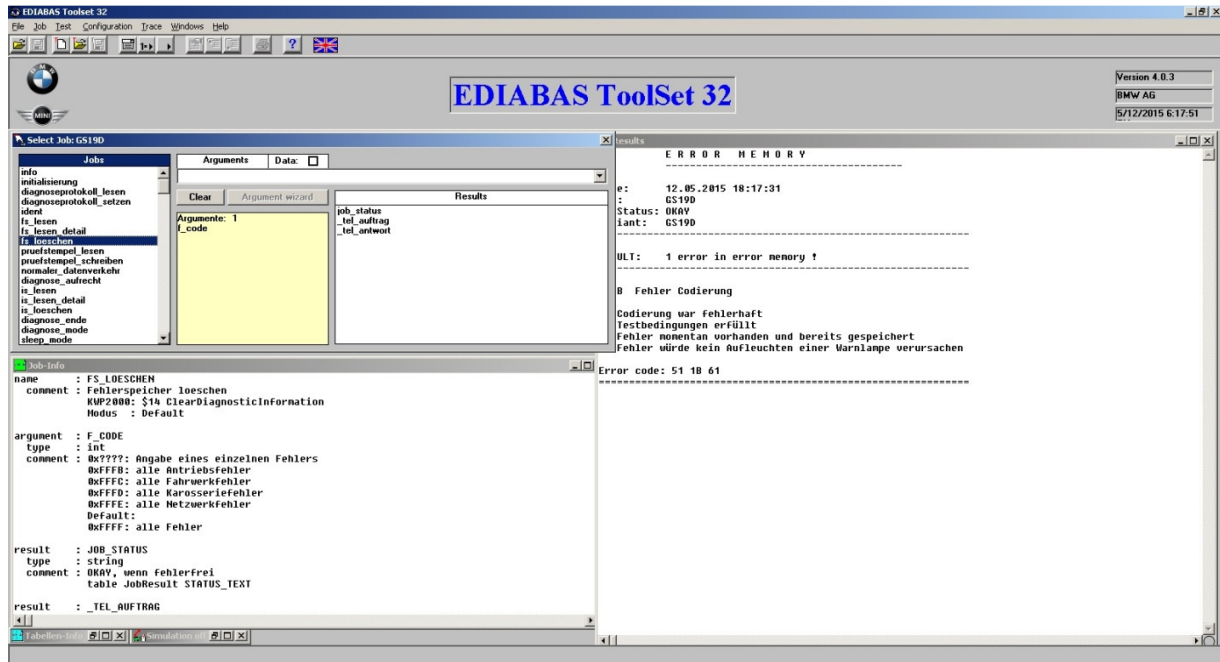 EDIABAS Toolset 32
File Job Test Configuration Trace Windows Help
MINI
EDIABAS ToolSet 32
Version 4.0.3
BMW AG
5/12/2015 6:17:51
Select Job: GS19D
Jobs
info
initialisierung
diagnoseprotokoll_lesen
diagnoseprotokoll_setzen
ident
fs_lesen
fs_lesen_detail
fs_loeschen
pruefstempel_lesen
pruefstempel_schreiben
normaler_datenverkehr
diagnose_aufrecht
is_lesen
is_lesen_detail
is_loeschen
diagnose_ende
diagnose_mode
sleep_mode
Arguments Data:
Clear Argument wizard
Argumente: 1
f_code
Results
job_status
_tel_auftrag
_tel_antwort
Job-Info
name : FS_LOESCHEN
comment : Fehlerspeicher loeschen
KWP2000: $14 ClearDiagnosticInformation
Modus : Default
argument : F_CODE
type : int
comment : 0x????: Angabe eines einzelnen Fehlers
0xFFFB: alle Antriebsfehler
0xFFFC: alle Fahrwerkfehler
0xFFFD: alle Karosseriefehler
0xFFFE: alle Netzwerkfehler
Default:
0xFFFF: alle Fehler
result : JOB_STATUS
type : string
comment : OKAY, wenn fehlerfrei
table JobResult STATUS_TEXT
result : _TEL_AUFTRAG
Tabellen-Info Simulation off
esults
E R R O R M E M O R Y
e: 12.05.2015 18:17:31
: GS19D
Status: OKAY
iant: GS19D
ULT: 1 error in error memory !
B Fehler Codierung
Codierung war fehlerhaft
Testbedingungen erfüllt
Fehler momentan vorhanden und bereits gespeichert
Fehler würde kein Aufleuchten einer Warnlampe verursachen
Error code: 51 1B 61